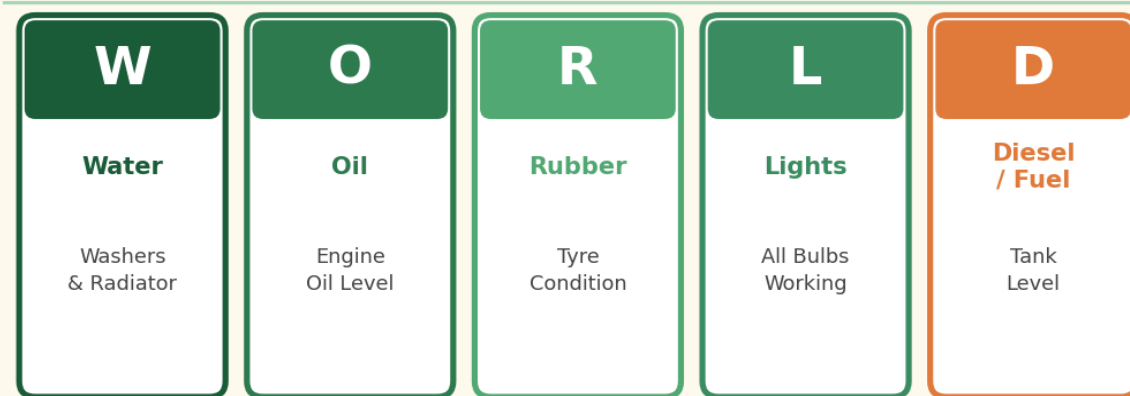 W
Water
Washers
& Radiator
O
Oil
Engine
Oil Level
R
Rubber
Tyre
Condition
L
Lights
All Bulbs
Working
D
Diesel
/ Fuel
Tank
Level